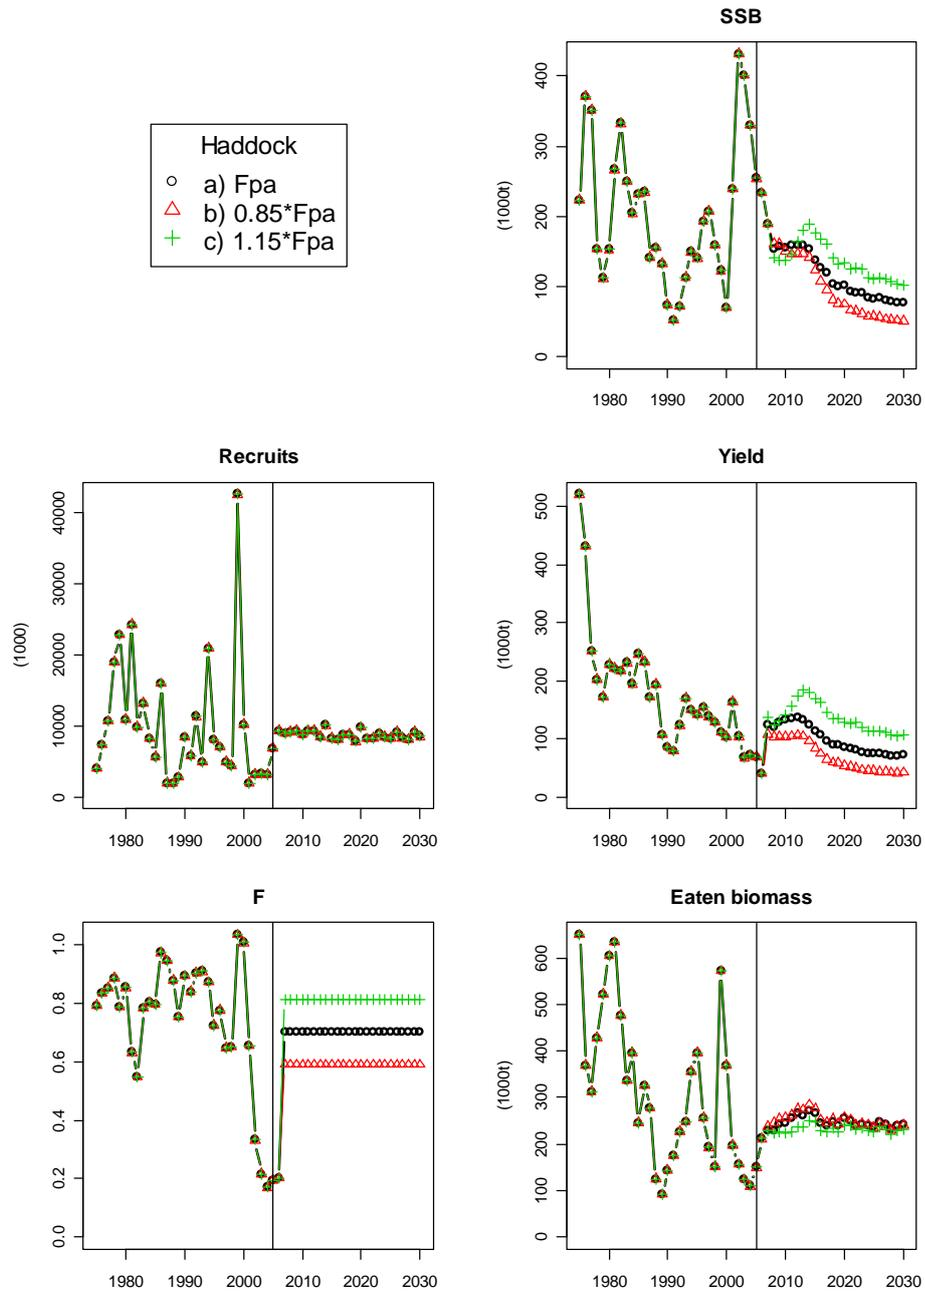 SSB
Haddock
a) Fpa
b) 0.85*Fpa
c) 1.15*Fpa
(1000t)
0
100
200
300
400
1980 1990 2000 2010 2020 2030
Recruits
(1000)
0
10000
20000
30000
40000
1980 1990 2000 2010 2020 2030
Yield
(1000t)
0
100
200
300
400
500
1980 1990 2000 2010 2020 2030
F
0.0
0.2
0.4
0.6
0.8
1.0
1980 1990 2000 2010 2020 2030
Eaten biomass
(1000t)
0
100
200
300
400
500
600
1980 1990 2000 2010 2020 2030